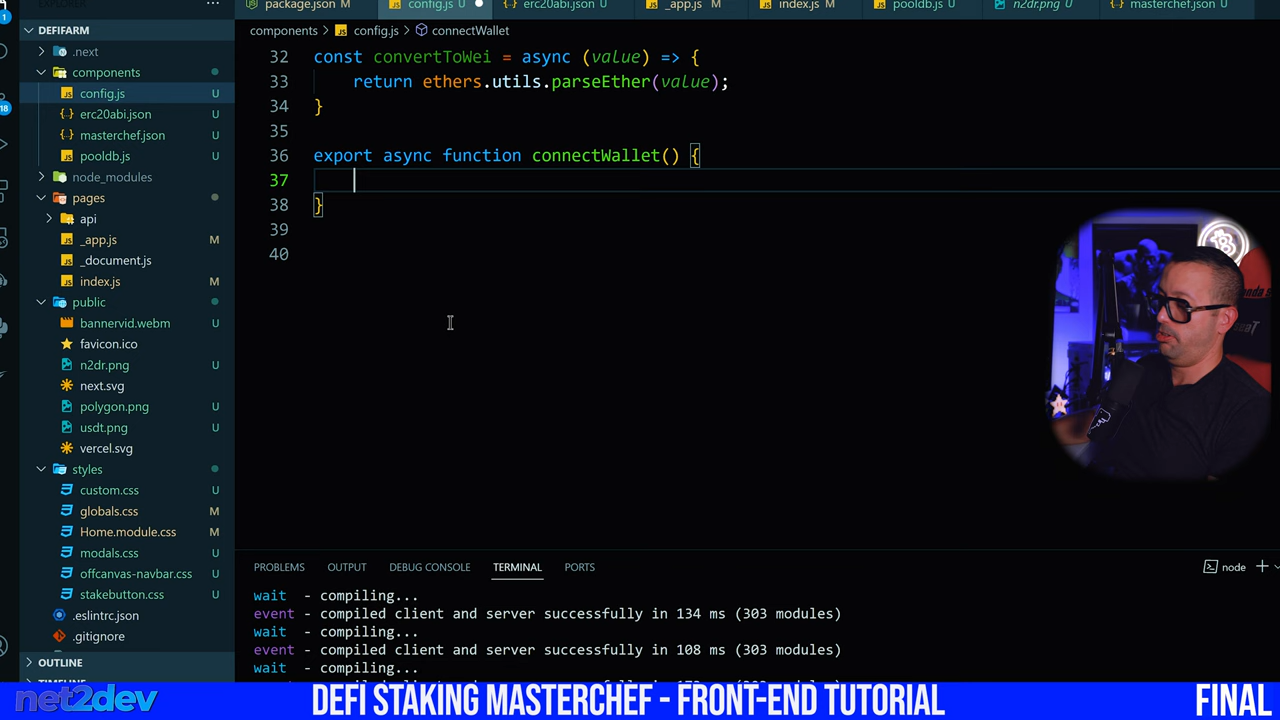 EXPLORER
···
package.json M
config.js U
erc20abi.json U
_app.js M
index.js M
pooldb.js U
n2dr.png U
masterchef.json U
DEFIFARM
components > config.js > connectWallet
.next
components
config.js U
erc20abi.json U
masterchef.json U
pooldb.js U
node_modules
pages
api
_app.js M
_document.js
index.js M
public
bannervid.webm U
favicon.ico
n2dr.png U
next.svg
polygon.png U
usdt.png U
vercel.svg
styles
custom.css U
globals.css M
Home.module.css M
modals.css U
offcanvas-navbar.css U
stakebutton.css U
.eslintrc.json
.gitignore
OUTLINE
32 const convertToWei = async (value) => {
33 return ethers.utils.parseEther(value);
34 }
35
36 export async function connectWallet() {
37
38 }
39
40
PROBLEMS OUTPUT DEBUG CONSOLE TERMINAL PORTS
node
wait - compiling...
event - compiled client and server successfully in 134 ms (303 modules)
wait - compiling...
event - compiled client and server successfully in 108 ms (303 modules)
wait - compiling...
18
1
net2dev
DEFI STAKING MASTERCHEF - FRONT-END TUTORIAL
FINAL